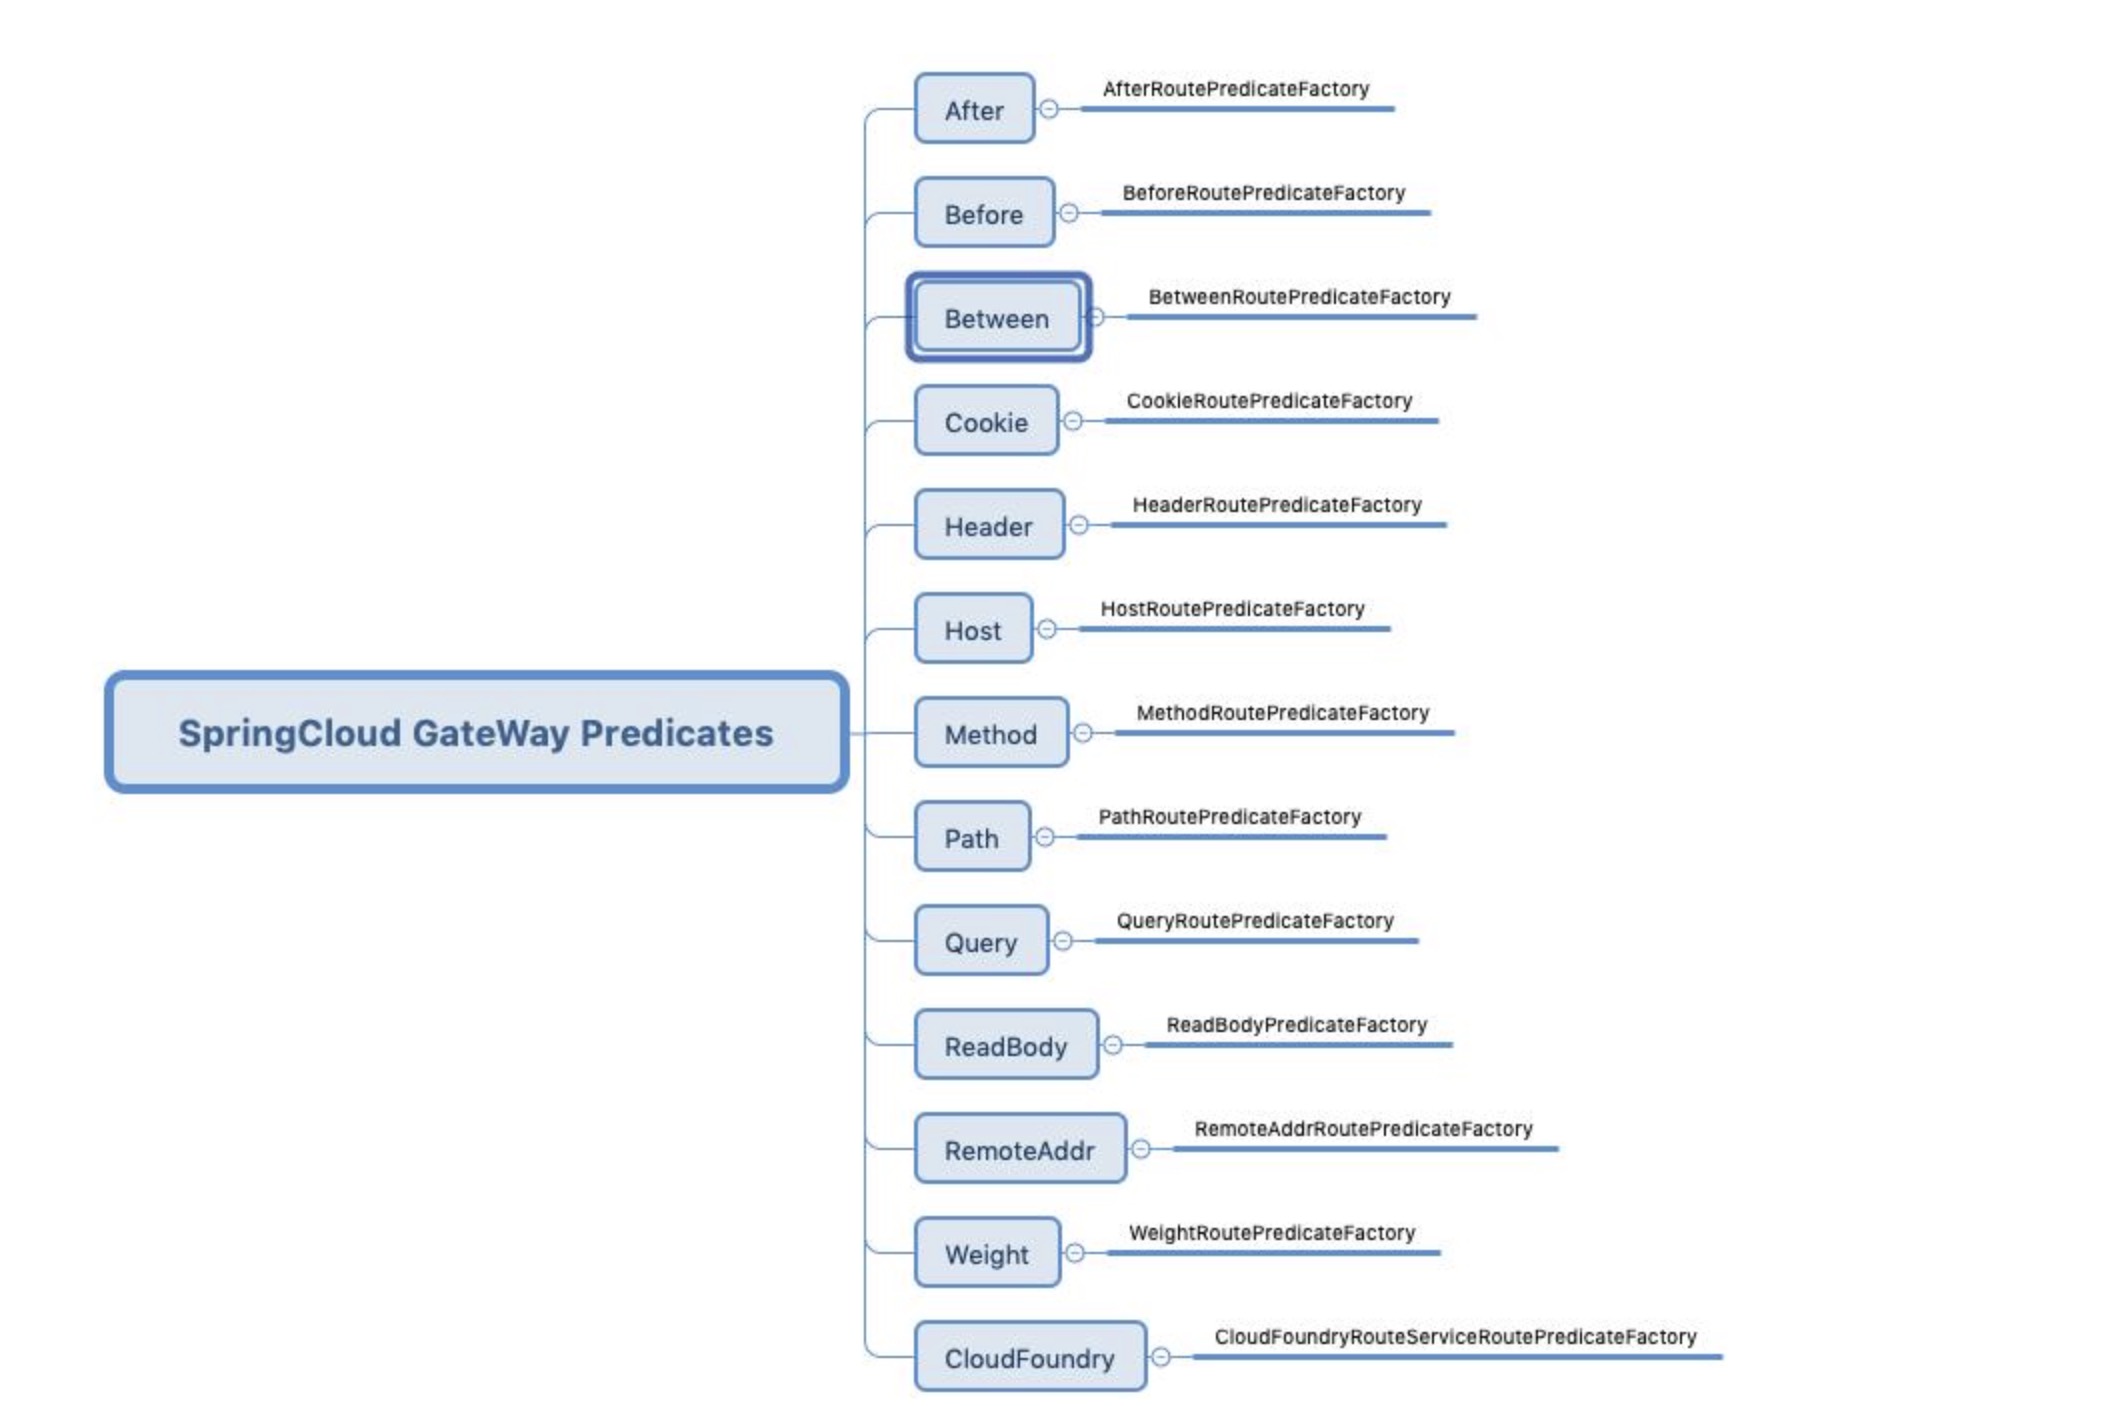 SpringCloud GateWay Predicates
After
AfterRoutePredicateFactory
Before
BeforeRoutePredicateFactory
Between
BetweenRoutePredicateFactory
Cookie
CookieRoutePredicateFactory
Header
HeaderRoutePredicateFactory
Host
HostRoutePredicateFactory
Method
MethodRoutePredicateFactory
Path
PathRoutePredicateFactory
Query
QueryRoutePredicateFactory
ReadBody
ReadBodyPredicateFactory
RemoteAddr
RemoteAddrRoutePredicateFactory
Weight
WeightRoutePredicateFactory
CloudFoundry
CloudFoundryRouteServiceRoutePredicateFactory